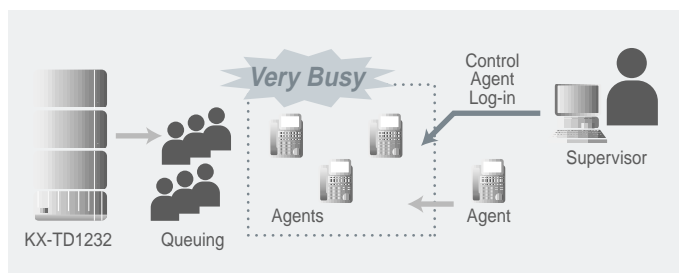 Very Busy
Control
Agent
Log-in
Supervisor
Agents
Agent
KX-TD1232
Queuing